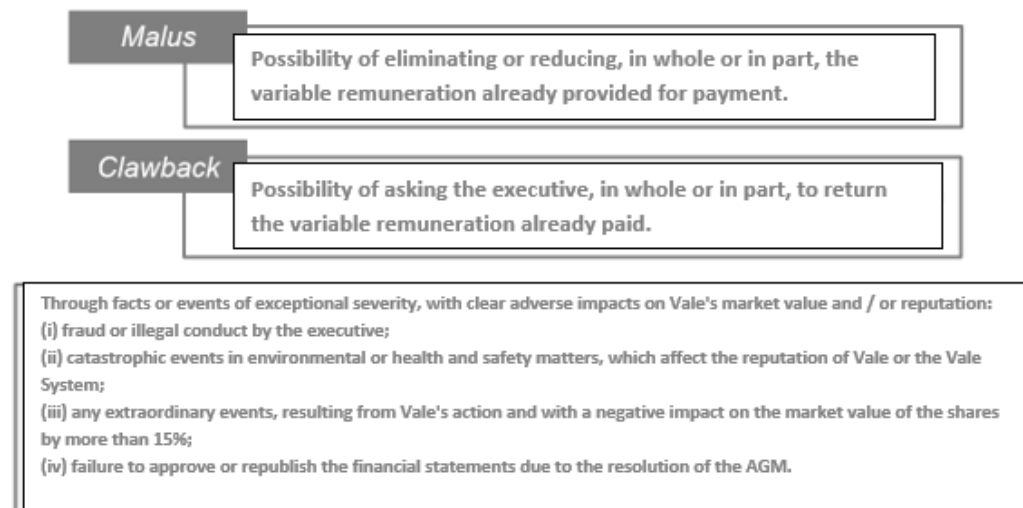 Malus
Possibility of eliminating or reducing, in whole or in part, the
variable remuneration already provided for payment.
Clawback
Possibility of asking the executive, in whole or in part, to return
the variable remuneration already paid.
Through facts or events of exceptional severity, with clear adverse impacts on Vale's market value and / or reputation:
(i) fraud or illegal conduct by the executive;
(ii) catastrophic events in environmental or health and safety matters, which affect the reputation of Vale or the Vale
System;
(iii) any extraordinary events, resulting from Vale's action and with a negative impact on the market value of the shares
by more than 15%;
(iv) failure to approve or republish the financial statements due to the resolution of the AGM.